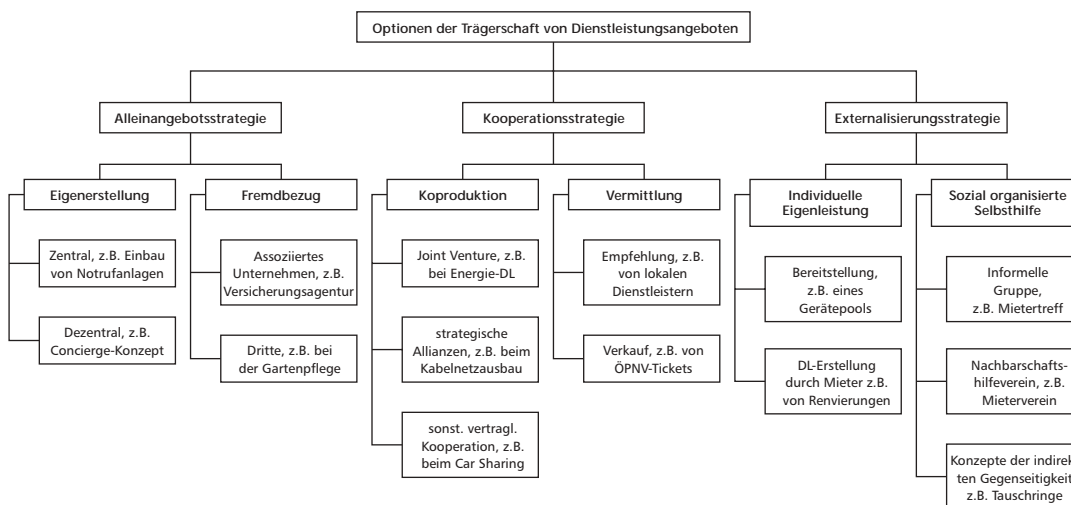 Optionen der Trägerschaft von Dienstleistungsangeboten
Alleinangebotsstrategie
Kooperationsstrategie
Externalisierungsstrategie
Eigenerstellung
Fremdbezug
Koproduktion
Vermittlung
Individuelle
Eigenleistung
Sozial organisierte
Selbsthilfe
Zentral, z.B. Einbau
von Notrufanlagen
Assoziiertes
Unternehmen, z.B.
Versicherungsagentur
Joint Venture, z.B.
bei Energie-DL
Empfehlung, z.B.
von lokalen
Dienstleistern
Bereitstellung,
z.B. eines
Gerätepools
Informelle
Gruppe,
z.B. Mietertreff
Dezentral, z.B.
Concierge-Konzept
Dritte, z.B. bei
der Gartenpflege
strategische
Allianzen, z.B. beim
Kabelnetzausbau
Verkauf, z.B. von
ÖPNV-Tickets
DL-Erstellung
durch Mieter z.B.
von Renvierungen
Nachbarschafts-
hilfeverein, z.B.
Mieterverein
sonst. vertragl.
Kooperation, z.B.
beim Car Sharing
Konzepte der indirek-
ten Gegenseitigkeit
z.B. Tauschringe